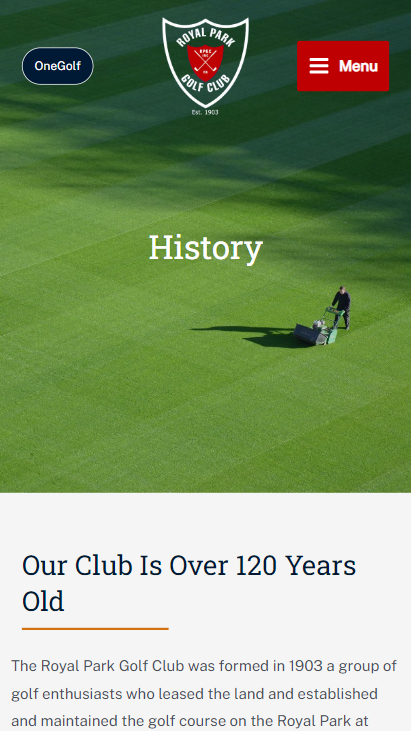 OneGolf
ROYAL PARK
RPGC
INC
GOLF CLUB
Est. 1903
Menu
History
Our Club Is Over 120 Years
Old
The Royal Park Golf Club was formed in 1903 a group of
golf enthusiasts who leased the land and established
and maintained the golf course on the Royal Park at